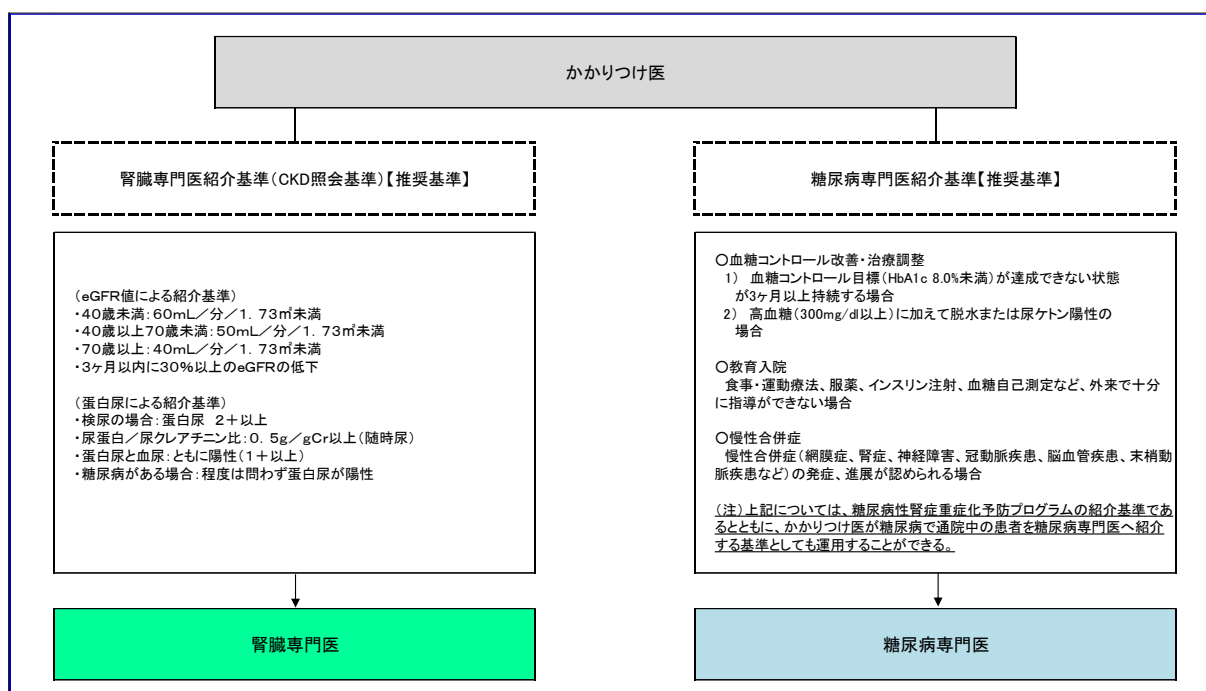 かかりつけ医
腎臓専門医紹介基準(CKD照会基準)【推奨基準】
(eGFR値による紹介基準)
・40歳未満:60mL/分/1.73㎡未満
・40歳以上70歳未満:50mL/分/1.73㎡未満
・70歳以上:40mL/分/1.73㎡未満
・3ヶ月以内に30%以上のeGFRの低下
(蛋白尿による紹介基準)
・検尿の場合:蛋白尿 2+以上
・尿蛋白/尿クレアチニン比:0.5g/gCr以上(随時尿)
・蛋白尿と血尿:ともに陽性(1+以上)
・糖尿病がある場合:程度は問わず蛋白尿が陽性
腎臓専門医
糖尿病専門医紹介基準【推奨基準】
○血糖コントロール改善・治療調整
1) 血糖コントロール目標(HbA1c 8.0%未満)が達成できない状態
が3ヶ月以上持続する場合
2) 高血糖(300mg/dl以上)に加えて脱水または尿ケトン陽性の
場合
○教育入院
食事・運動療法、服薬、インスリン注射、血糖自己測定など、外来で十分
に指導ができない場合
○慢性合併症
慢性合併症(網膜症、腎症、神経障害、冠動脈疾患、脳血管疾患、末梢動
脈疾患など)の発症、進展が認められる場合
(注)上記については、糖尿病性腎症重症化予防プログラムの紹介基準であ
るとともに、かかりつけ医が糖尿病で通院中の患者を糖尿病専門医へ紹介
する基準としても運用することができる。
糖尿病専門医